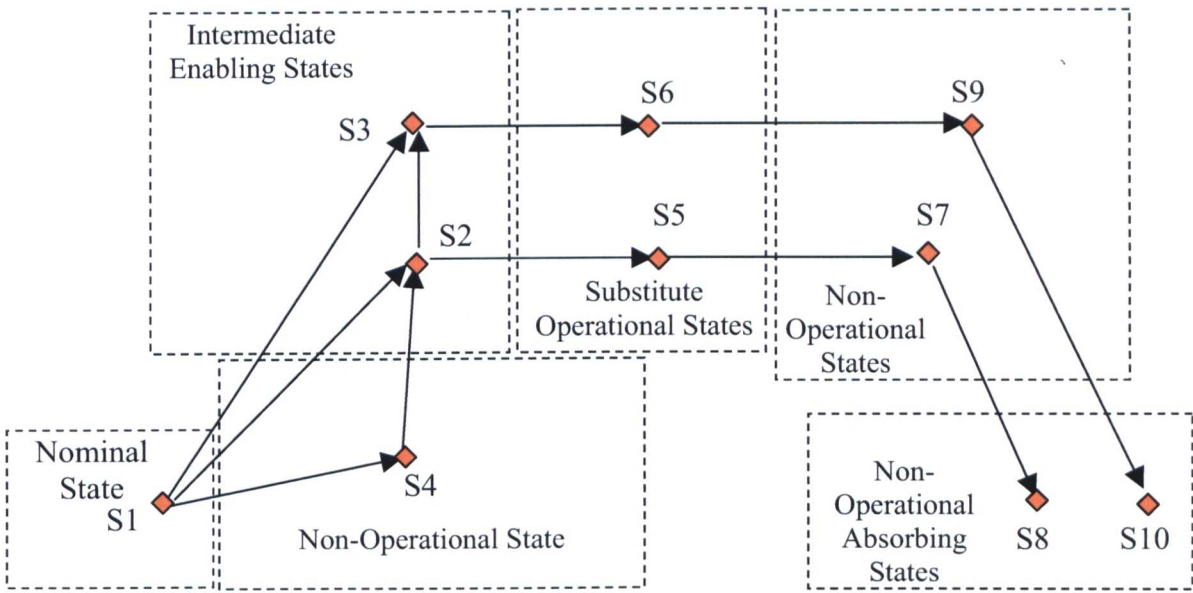 Intermediate
Enabling States
S3
S6
S9
S2
S5
S7
Substitute
Operational States
Non-
Operational
States
Nominal
State
S1
S4
Non-Operational State
Non-
Operational
Absorbing
States
S8
S10